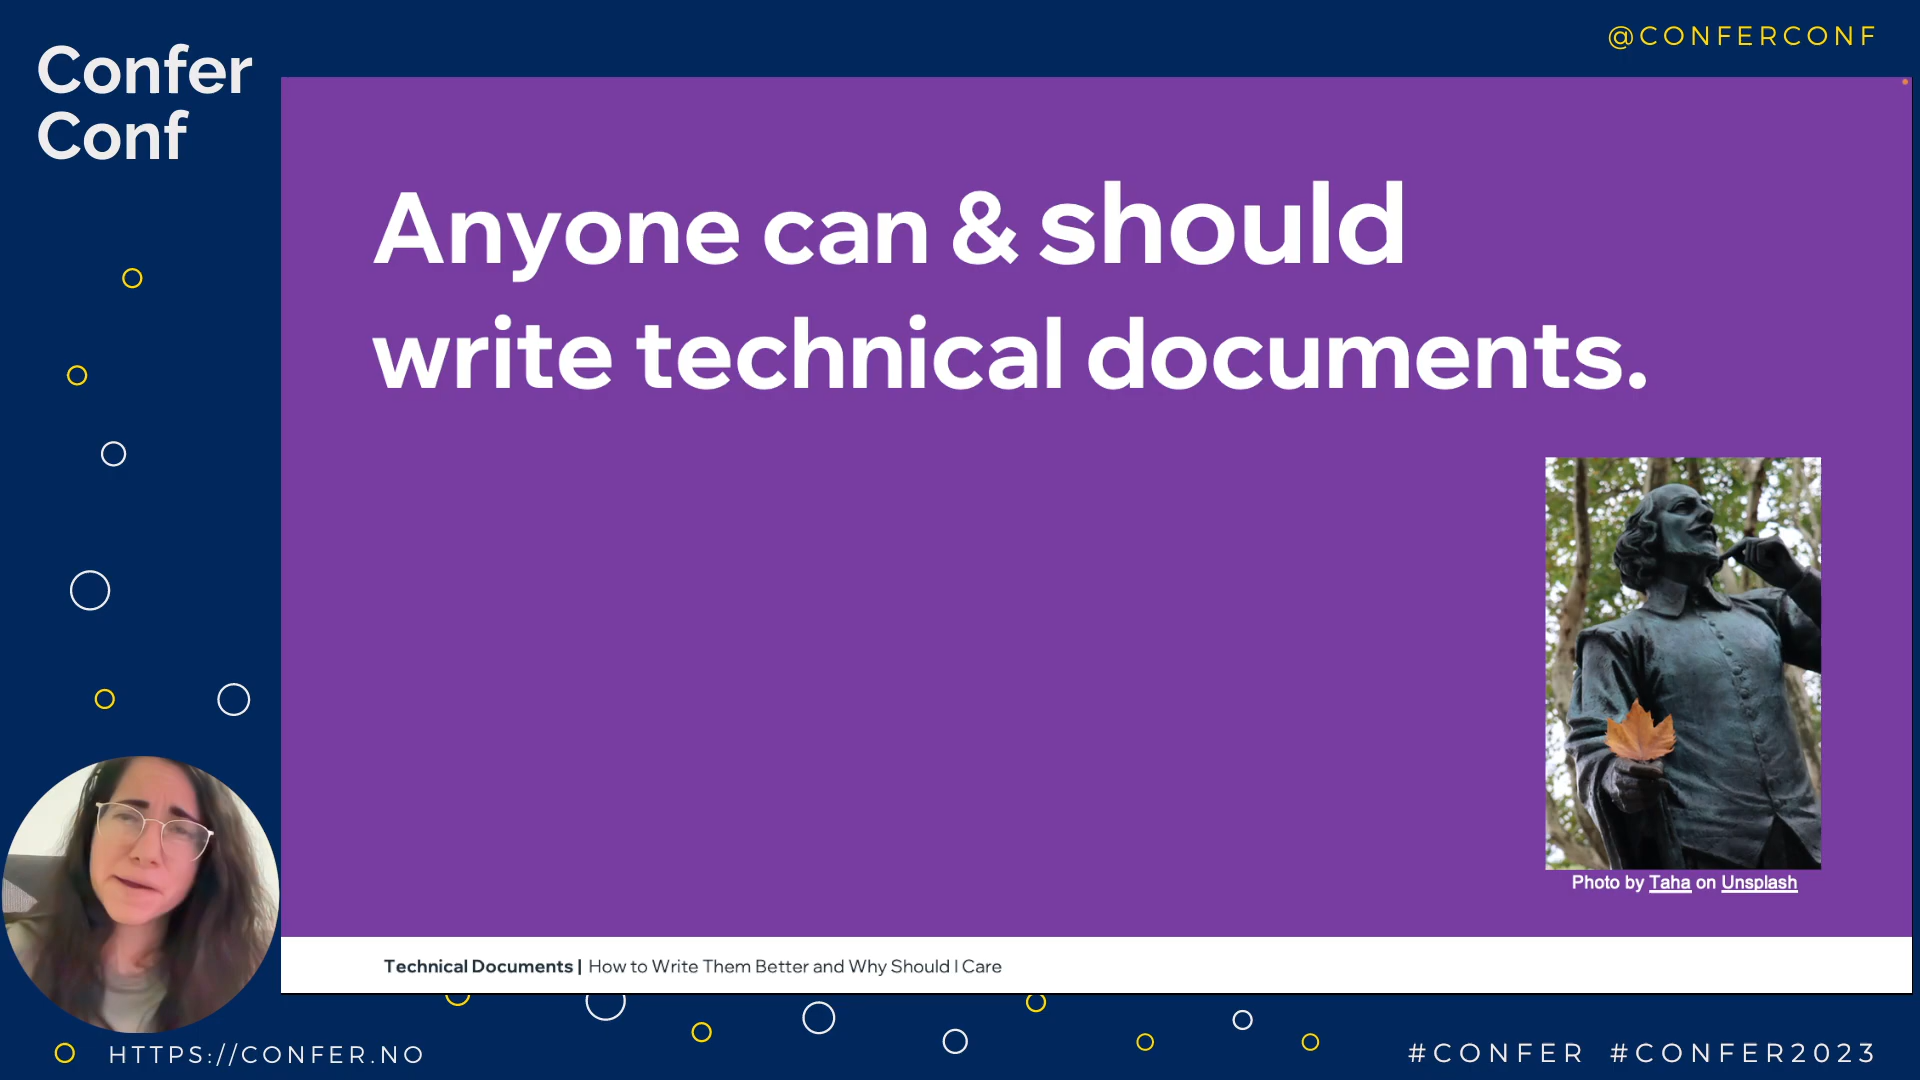 @CONFERCONF
Confer
Conf
Anyone can & should
write technical documents.
Photo by Taha on Unsplash
Technical Documents | How to Write Them Better and Why Should I Care
HTTPS://CONFER.NO
#CONFER #CONFER2023